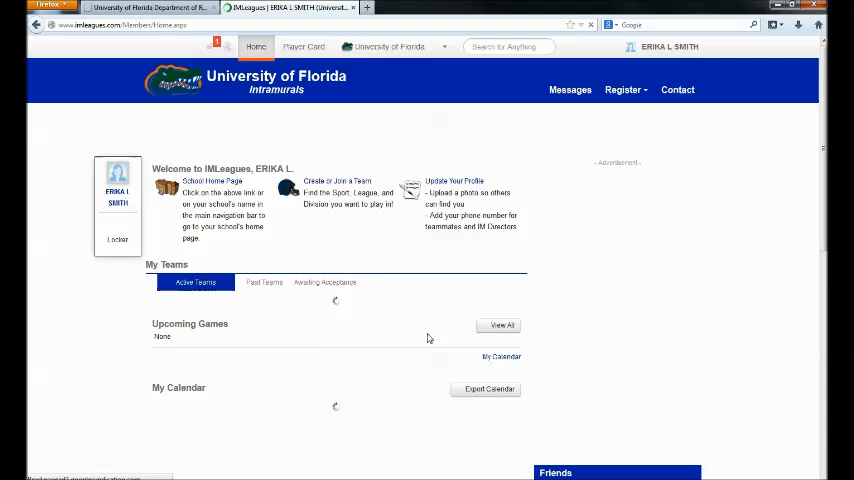 Firefox
University of Florida Department of R...
IMLeagues | ERIKA L SMITH (Universit...
www.imleagues.com/Members/Home.aspx
Google
1
Home
Player Card
University of Florida
Search for Anything
ERIKA L SMITH
University of Florida
Intramurals
Messages
Register
Contact
- Advertisement -
ERIKA L
SMITH
Locker
Welcome to IMLeagues, ERIKA L.
School Home Page
Click on the above link or
on your school's name in
the main navigation bar to
go to your school's home
page.
Create or Join a Team
Find the Sport, League, and
Division you want to play in!
Update Your Profile
- Upload a photo so others
can find you
- Add your phone number for
teammates and IM Directors
My Teams
Active Teams
Past Teams
Awaiting Acceptance
Upcoming Games
View All
None
My Calendar
My Calendar
Export Calendar
Friends